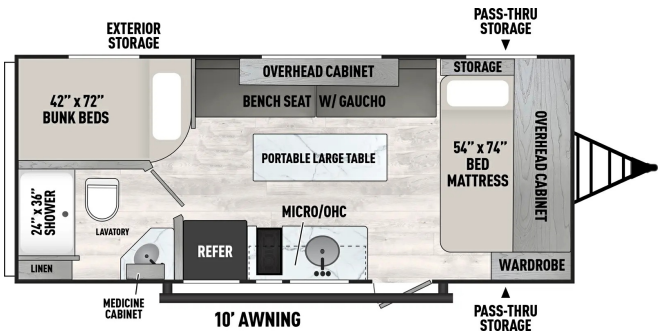 PASS-THRU
STORAGE
EXTERIOR
STORAGE
OVERHEAD CABINET
STORAGE
42” x 72”
BUNK BEDS
BENCH SEAT W/ GAUCHO
54” x 74”
BED
MATTRESS
OVERHEAD CABINET
PORTABLE LARGE TABLE
24” x 36”
SHOWER
LAVATORY
MICRO/OHC
REFER
LINEN
WARDROBE
MEDICINE
CABINET
10’ AWNING
PASS-THRU
STORAGE